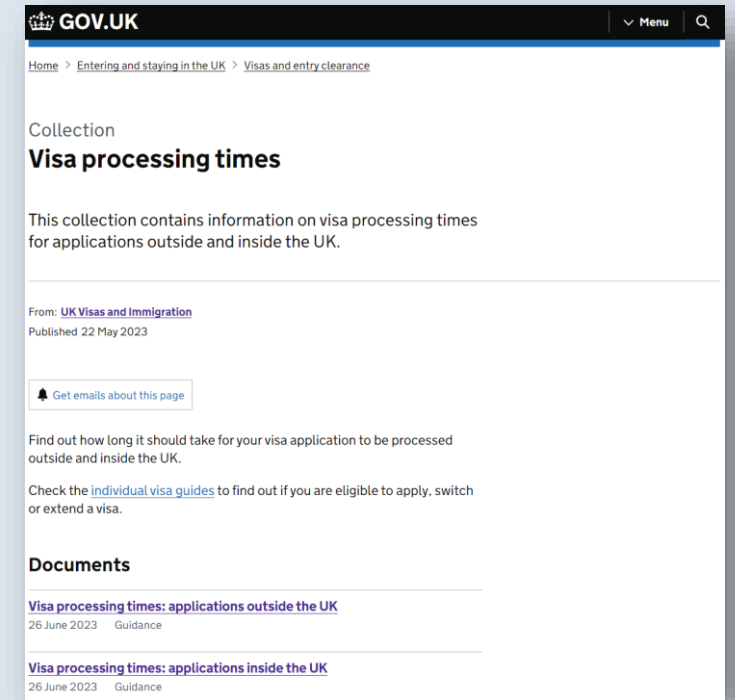 GOV.UK
Menu
Home > Entering and staying in the UK > Visas and entry clearance
Collection
Visa processing times
This collection contains information on visa processing times
for applications outside and inside the UK.
From: UK Visas and Immigration
Published 22 May 2023
Get emails about this page
Find out how long it should take for your visa application to be processed
outside and inside the UK.
Check the individual visa guides to find out if you are eligible to apply, switch
or extend a visa.
Documents
Visa processing times: applications outside the UK
26 June 2023 Guidance
Visa processing times: applications inside the UK
26 June 2023 Guidance